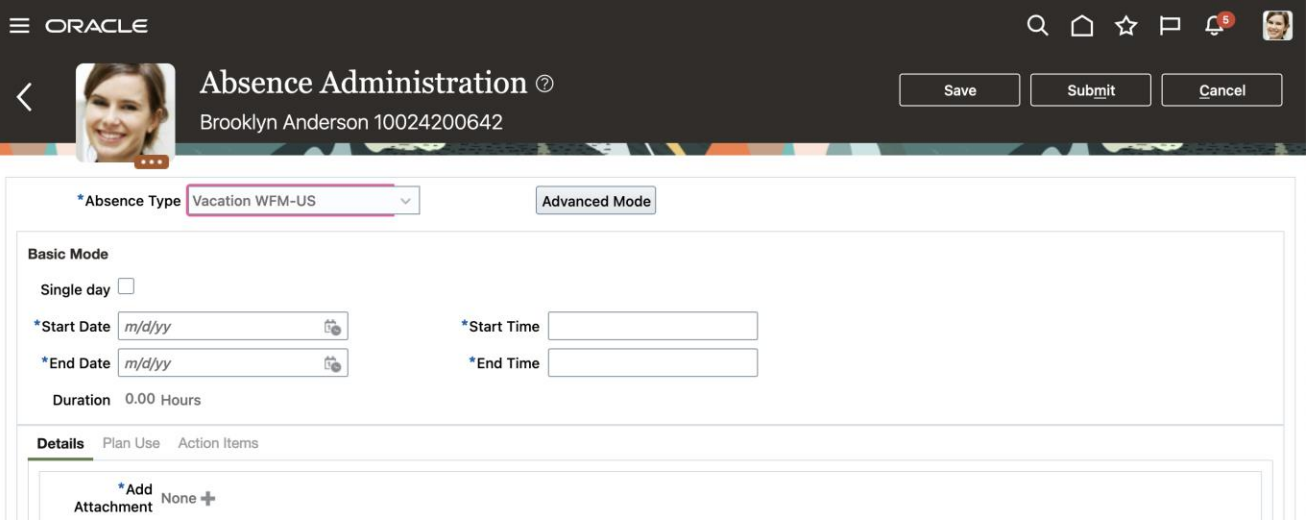 ORACLE
5
Absence Administration ?
Save Submit Cancel
Brooklyn Anderson 10024200642
*Absence Type Vacation WFM-US Advanced Mode
Basic Mode
Single day
*Start Date m/d/yy *Start Time
*End Date m/d/yy *End Time
Duration 0.00 Hours
Details Plan Use Action Items
*Add
Attachment None +